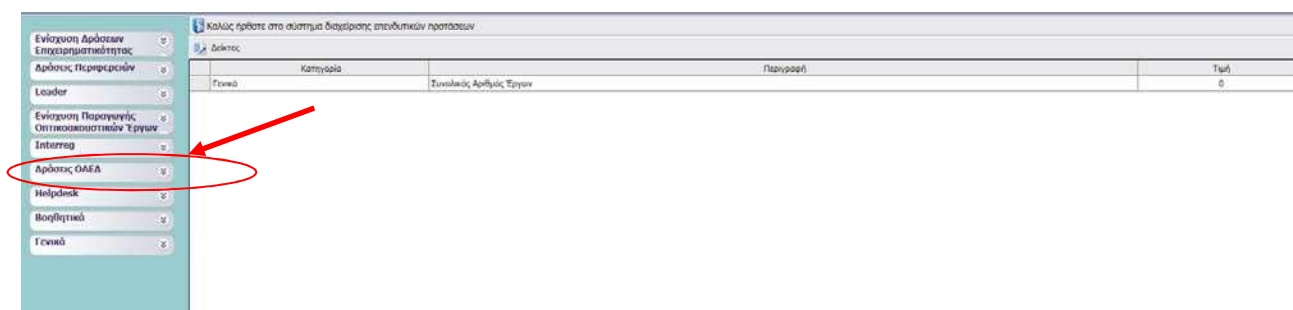 Καλώς ήρθατε στο σύστημα διαχείρισης επενδυτικών προτάσεων
Ενίσχυση Δράσεων
Επιχειρηματικότητας
Δείκτες
Δράσεις Περιφερειών
Κατηγορία Περιγραφή Τιμή
Γενικά Συνολικός Αριθμός Έργων 0
Leader
Ενίσχυση Παραγωγής
Οπτικοακουστικών Έργων
Interreg
Δράσεις ΟΑΕΔ
Helpdesk
Βοηθητικά
Γενικά